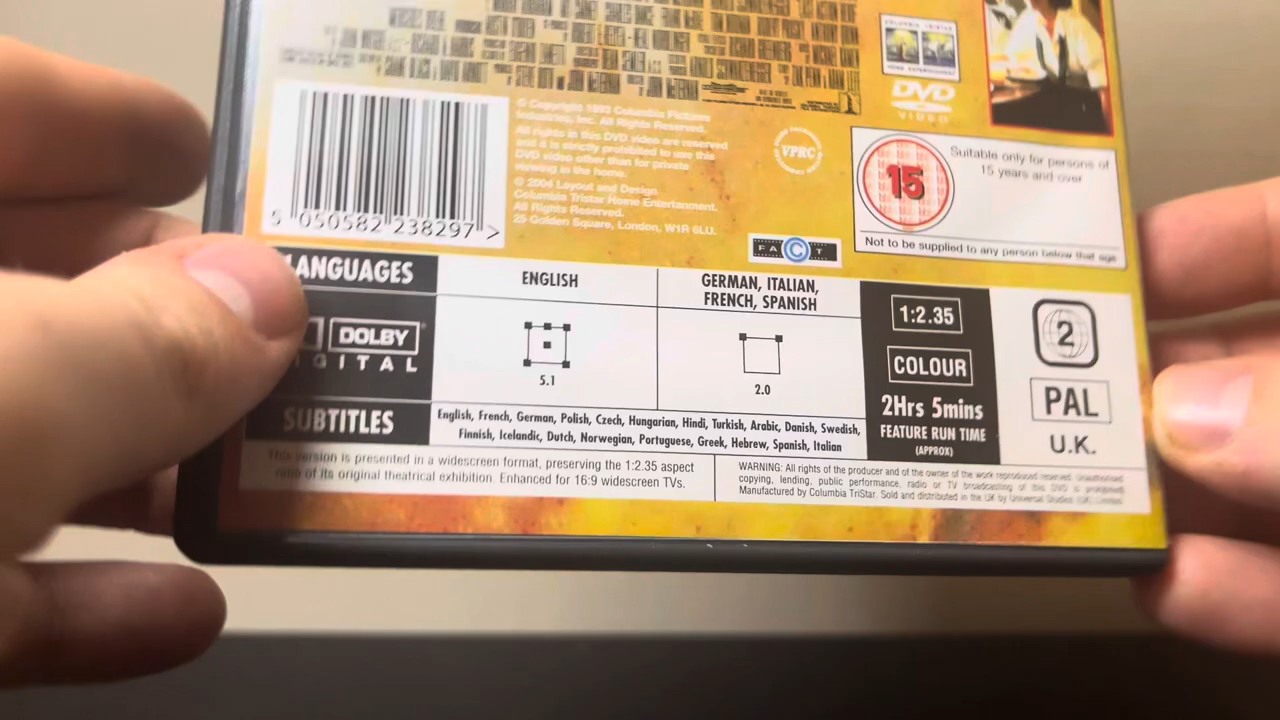 5 050582 238297 >
© Copyright 1993 Columbia Pictures
Industries, Inc. All Rights Reserved.
All rights in this DVD video are reserved
and it is strictly prohibited to use this
DVD video other than for private
viewing in the home.
© 2004 Layout and Design
Columbia Tristar Home Entertainment.
All Rights Reserved.
25 Golden Square, London, W1R 6LU.
VPRC
FACT
DVD
VIDEO
15
Suitable only for persons of
15 years and over
Not to be supplied to any person below that age
LANGUAGES
ENGLISH
GERMAN, ITALIAN,
FRENCH, SPANISH
DOLBY
IGITAL
5.1
2.0
SUBTITLES
English, French, German, Polish, Czech, Hungarian, Hindi, Turkish, Arabic, Danish, Swedish,
Finnish, Icelandic, Dutch, Norwegian, Portuguese, Greek, Hebrew, Spanish, Italian
1:2.35
COLOUR
2Hrs 5mins
FEATURE RUN TIME
(APPROX)
2
PAL
U.K.
This version is presented in a widescreen format, preserving the 1:2.35 aspect
ratio of its original theatrical exhibition. Enhanced for 16:9 widescreen TVs.
WARNING: All rights of the producer and of the owner of the work reproduced reserved. Unauthorised
copying, lending, public performance, radio or TV broadcasting of this DVD is prohibited.
Manufactured by Columbia TriStar. Sold and distributed in the UK by Universal Studios (UK) Limited.